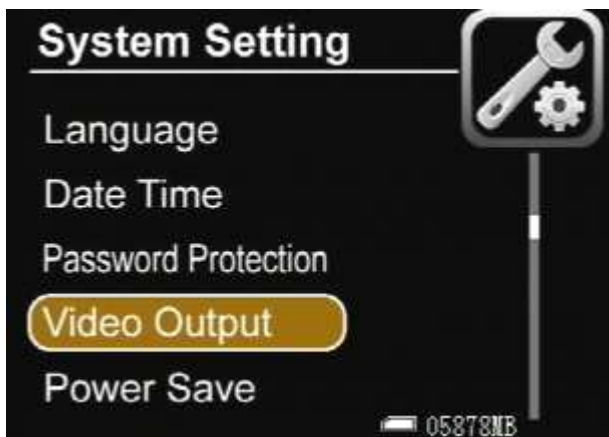 System Setting
Language
Date Time
Password Protection
Video Output
Power Save
05878MB